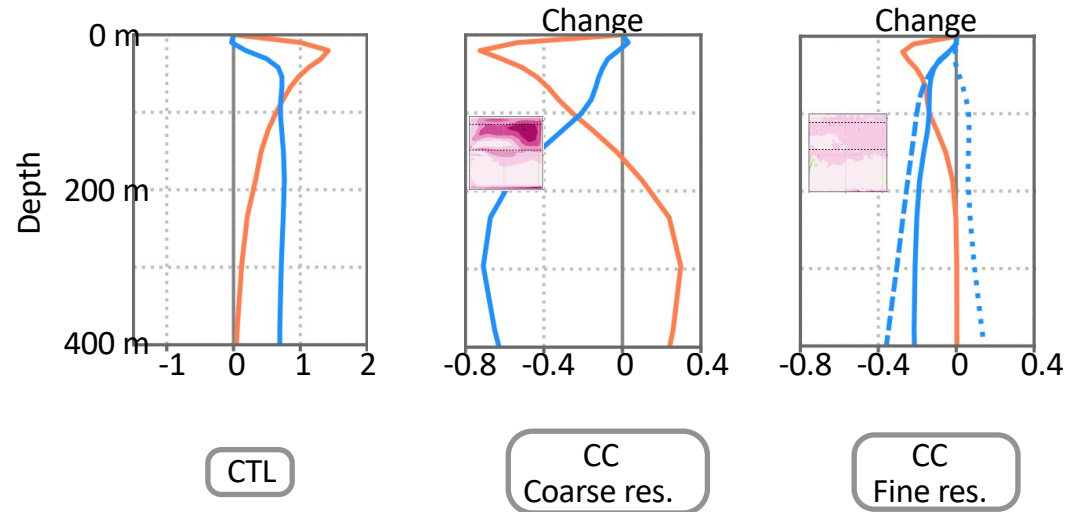 Change
Change
0 m
200 m
400 m
Depth
-1
0
1
2
-0.8
-0.4
0
0.4
-0.8
-0.4
0
0.4
CTL
CC
Coarse res.
CC
Fine res.